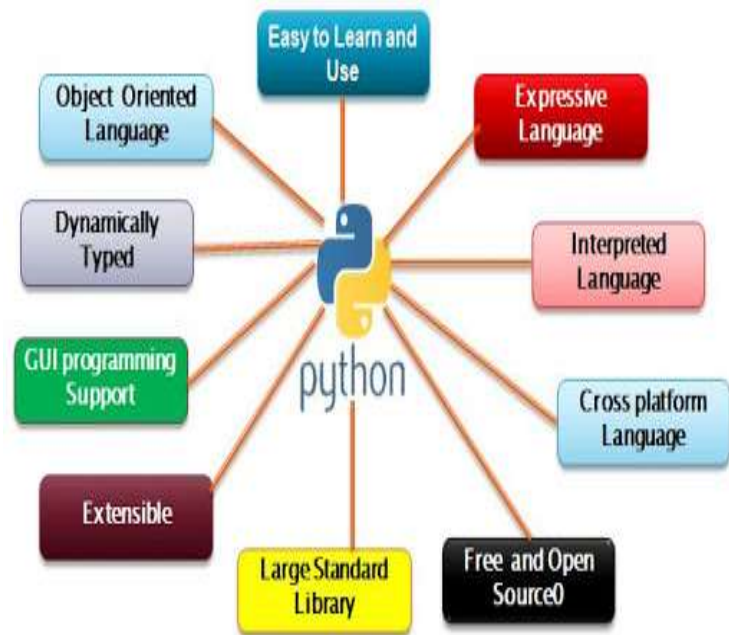 Easy to Learn and
Use
Expressive
Language
Interpreted
Language
Cross platform
Language
Free and Open
Source0
Large Standard
Library
Extensible
GUI programming
Support
Dynamically
Typed
Object Oriented
Language
python